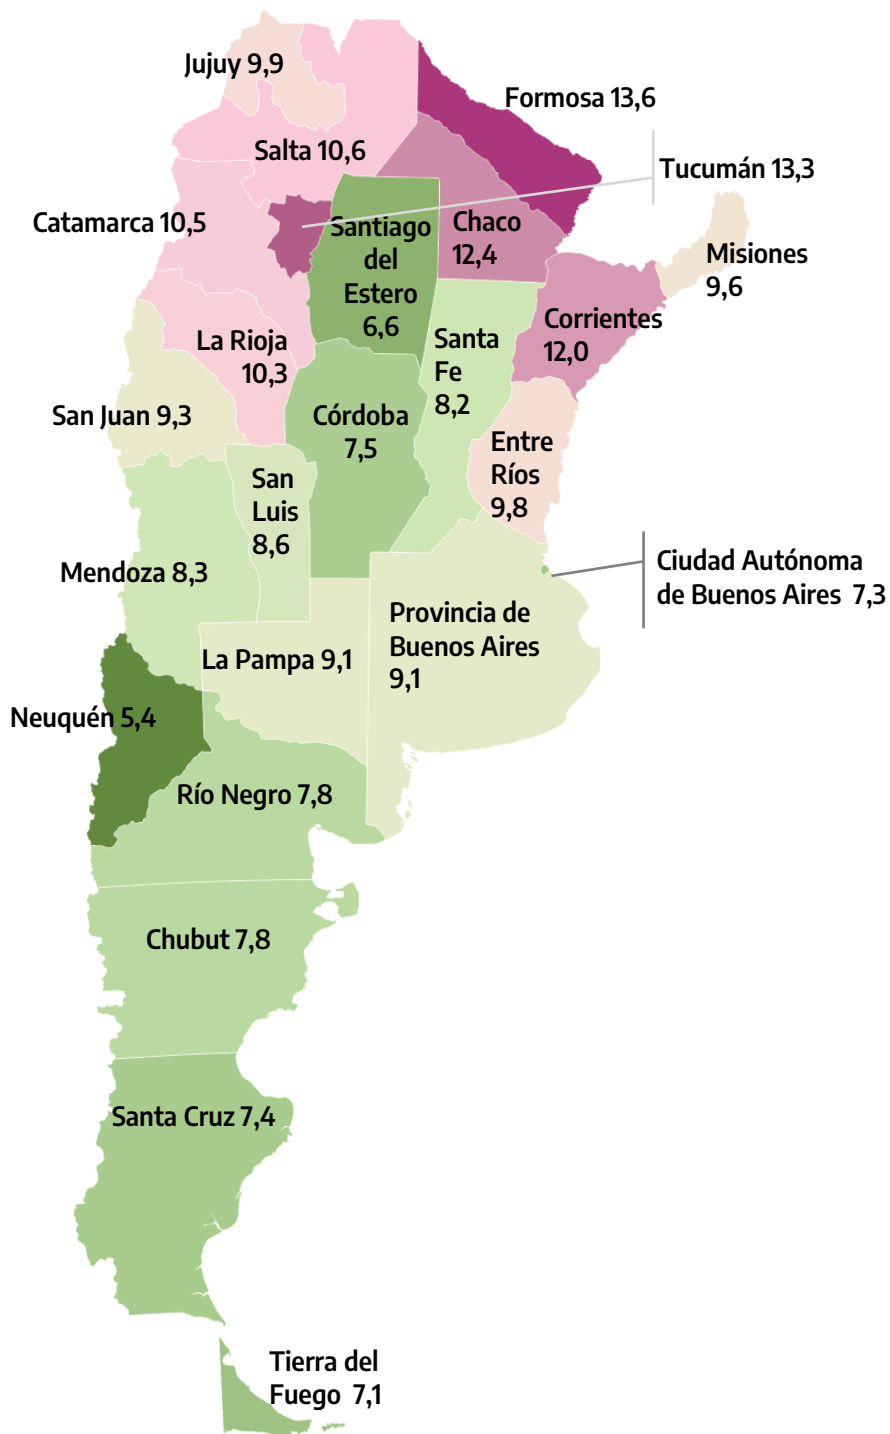 Jujuy 9,9
Formosa 13,6
Salta 10,6
Tucumán 13,3
Catamarca 10,5
Santiago
del
Estero
6,6
Chaco
12,4
Misiones
9,6
La Rioja
10,3
Santa
Fe
8,2
Corrientes
12,0
San Juan 9,3
Córdoba
7,5
Entre
Ríos
9,8
San
Luis
8,6
Mendoza 8,3
Ciudad Autónoma
de Buenos Aires 7,3
Provincia de
Buenos Aires
9,1
La Pampa 9,1
Neuquén 5,4
Río Negro 7,8
Chubut 7,8
Santa Cruz 7,4
Tierra del
Fuego 7,1